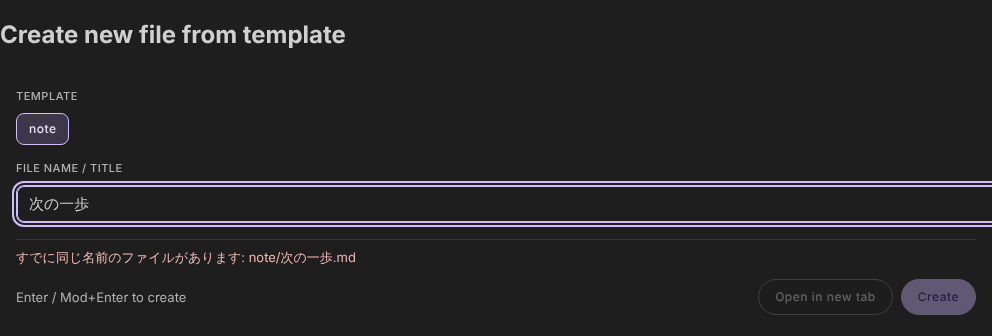 Create new file from template
TEMPLATE
note
FILE NAME / TITLE
次の一歩
すでに同じ名前のファイルがあります: note/次の一歩.md
Enter / Mod+Enter to create
Open in new tab
Create